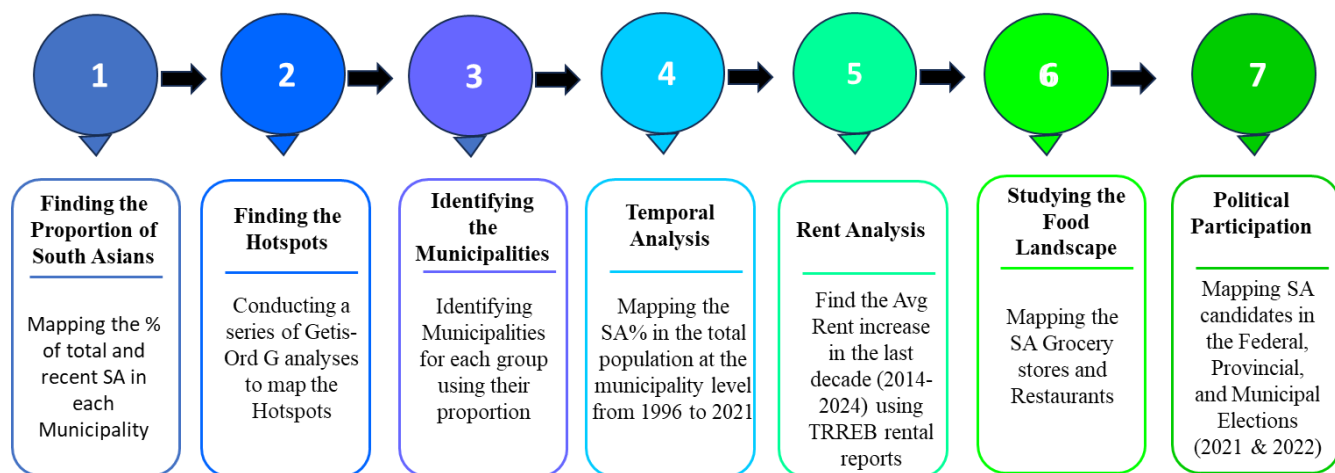 1
2
3
4
5
6
7
Finding the
Proportion of
South Asians
Mapping the %
of total and
recent SA in
each
Municipality
Finding the
Hotspots
Conducting a
series of Getis-
Ord G analyses
to map the
Hotspots
Identifying
the
Municipalities
Identifying
Municipalities
for each group
using their
proportion
Temporal
Analysis
Mapping the
SA% in the total
population at the
municipality level
from 1996 to 2021
Rent Analysis
Find the Avg
Rent increase in
the last
decade (2014-
2024) using
TRREB rental
reports
Studying the
Food
Landscape
Mapping the
SA Grocery
stores and
Restaurants
Political
Participation
Mapping SA
candidates in
the Federal,
Provincial,
and Municipal
Elections
(2021 & 2022)